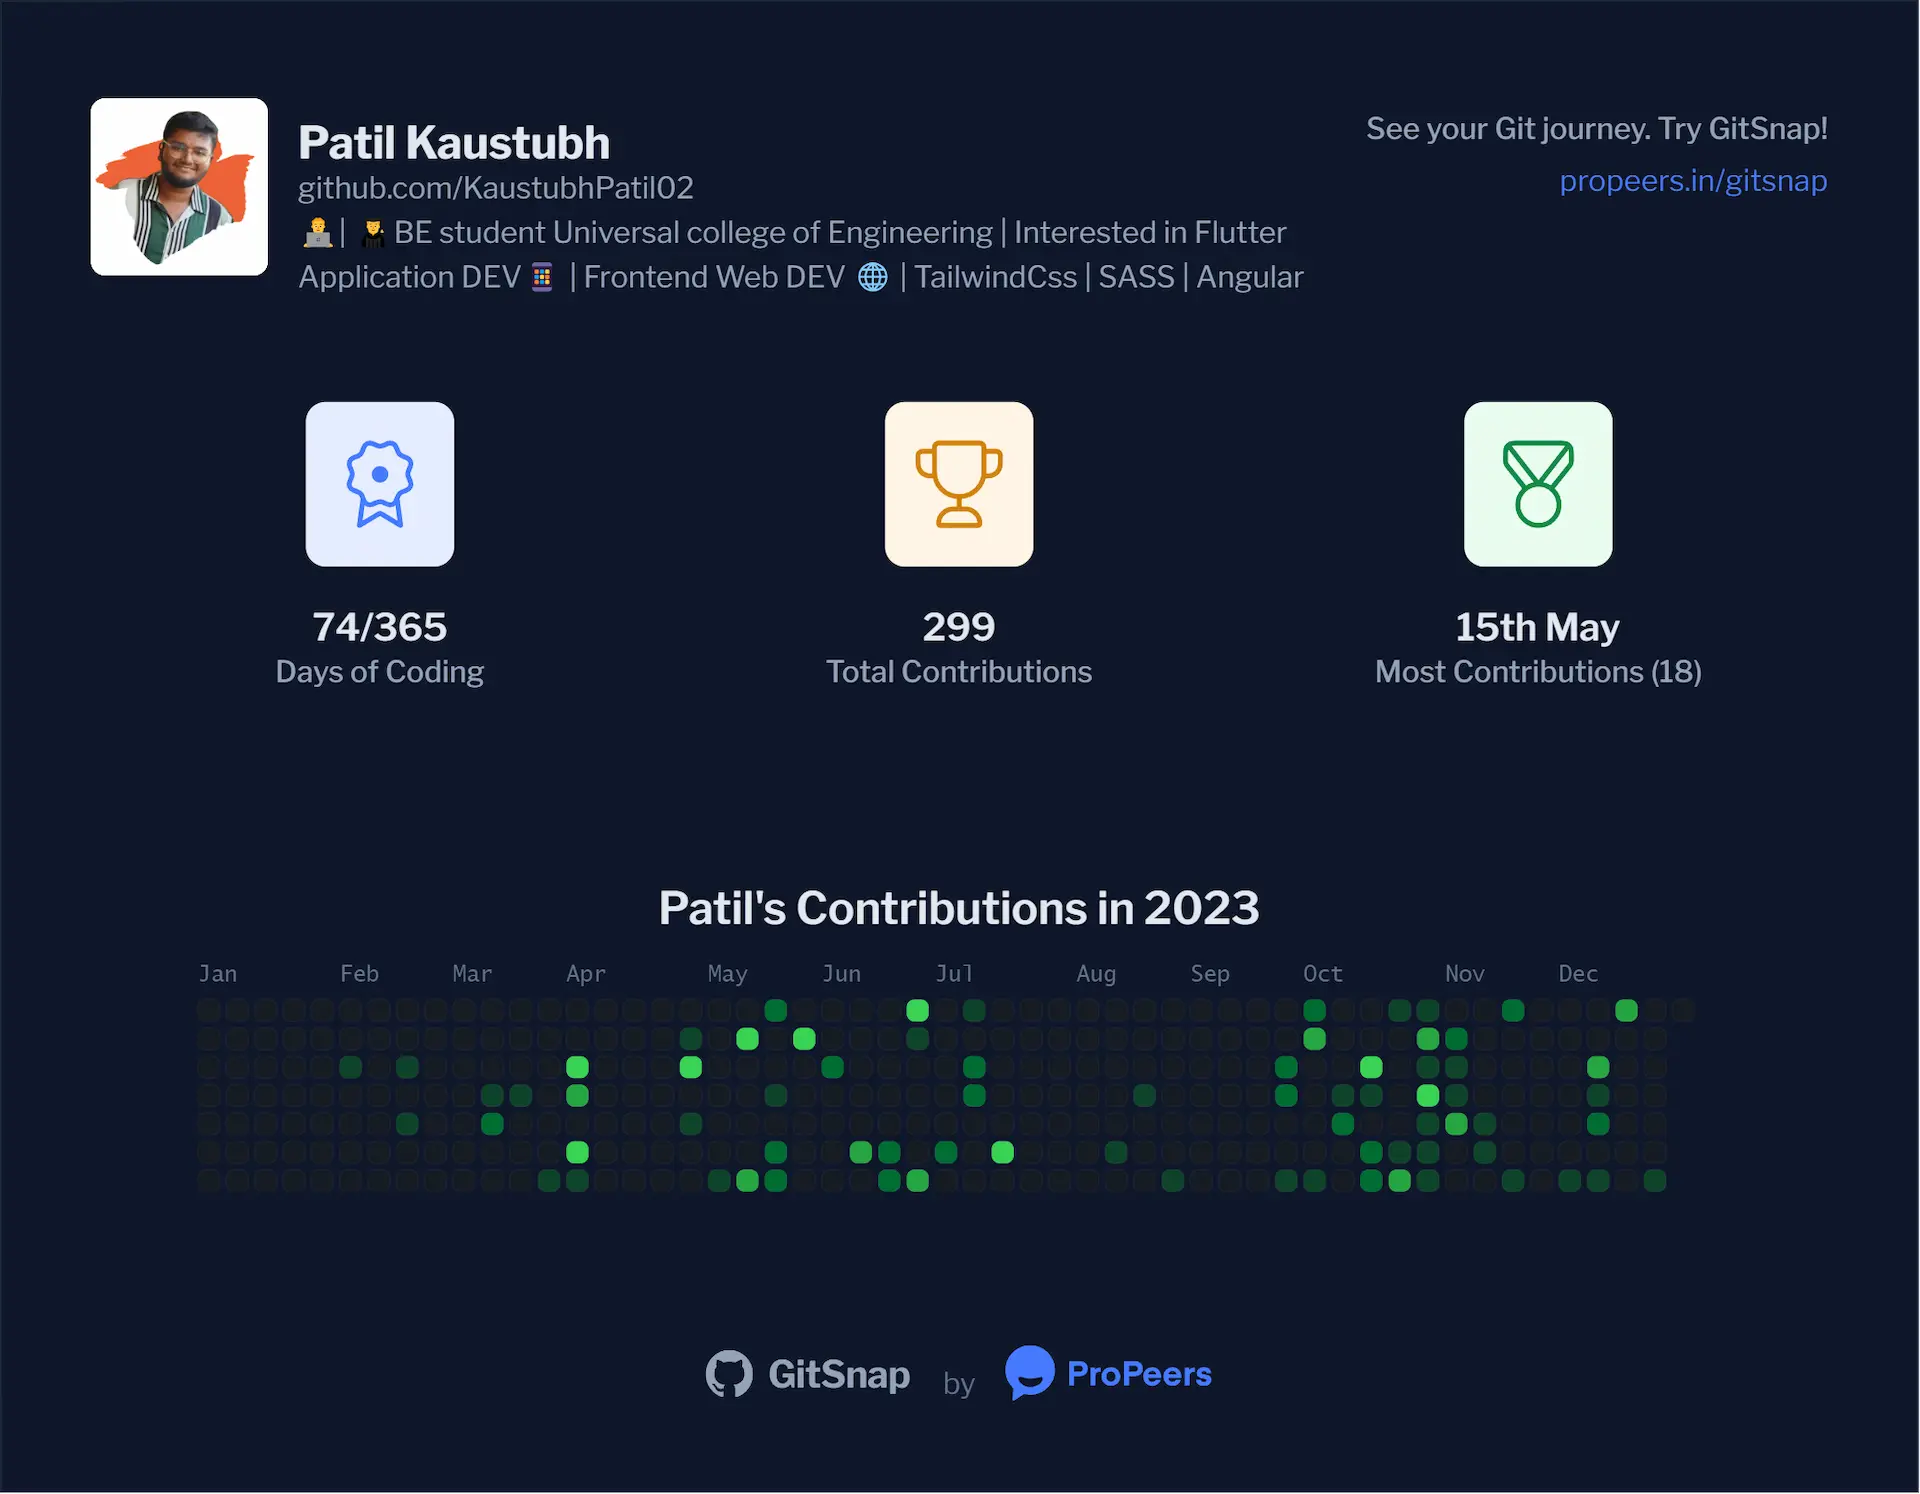 Patil Kaustubh
github.com/KaustubhPatil02
👨‍💻| 👨‍🎓 BE student Universal college of Engineering | Interested in Flutter
Application DEV📱 | Frontend Web DEV 🌐 | TailwindCss | SASS | Angular
See your Git journey. Try GitSnap!
propeers.in/gitsnap
74/365
Days of Coding
299
Total Contributions
15th May
Most Contributions (18)
Patil's Contributions in 2023
Jan Feb Mar Apr May Jun Jul Aug Sep Oct Nov Dec
GitSnap by ProPeers